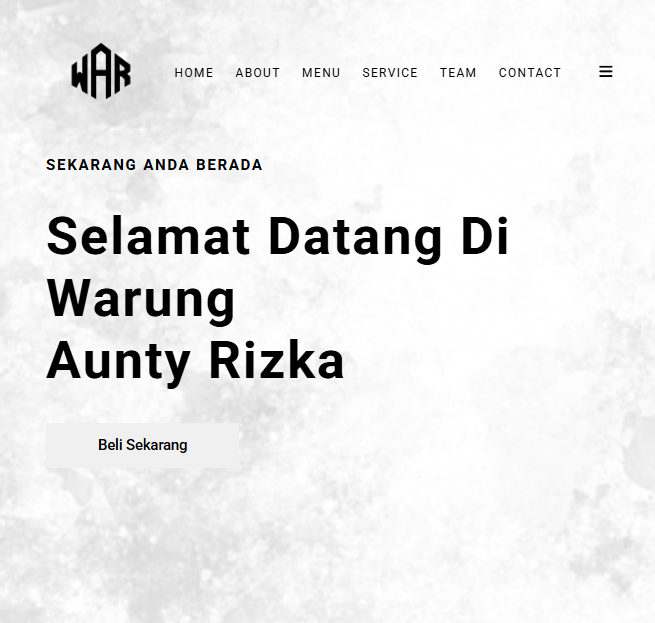 WAR
HOME ABOUT MENU SERVICE TEAM CONTACT
SEKARANG ANDA BERADA
Selamat Datang Di
Warung
Aunty Rizka
Beli Sekarang